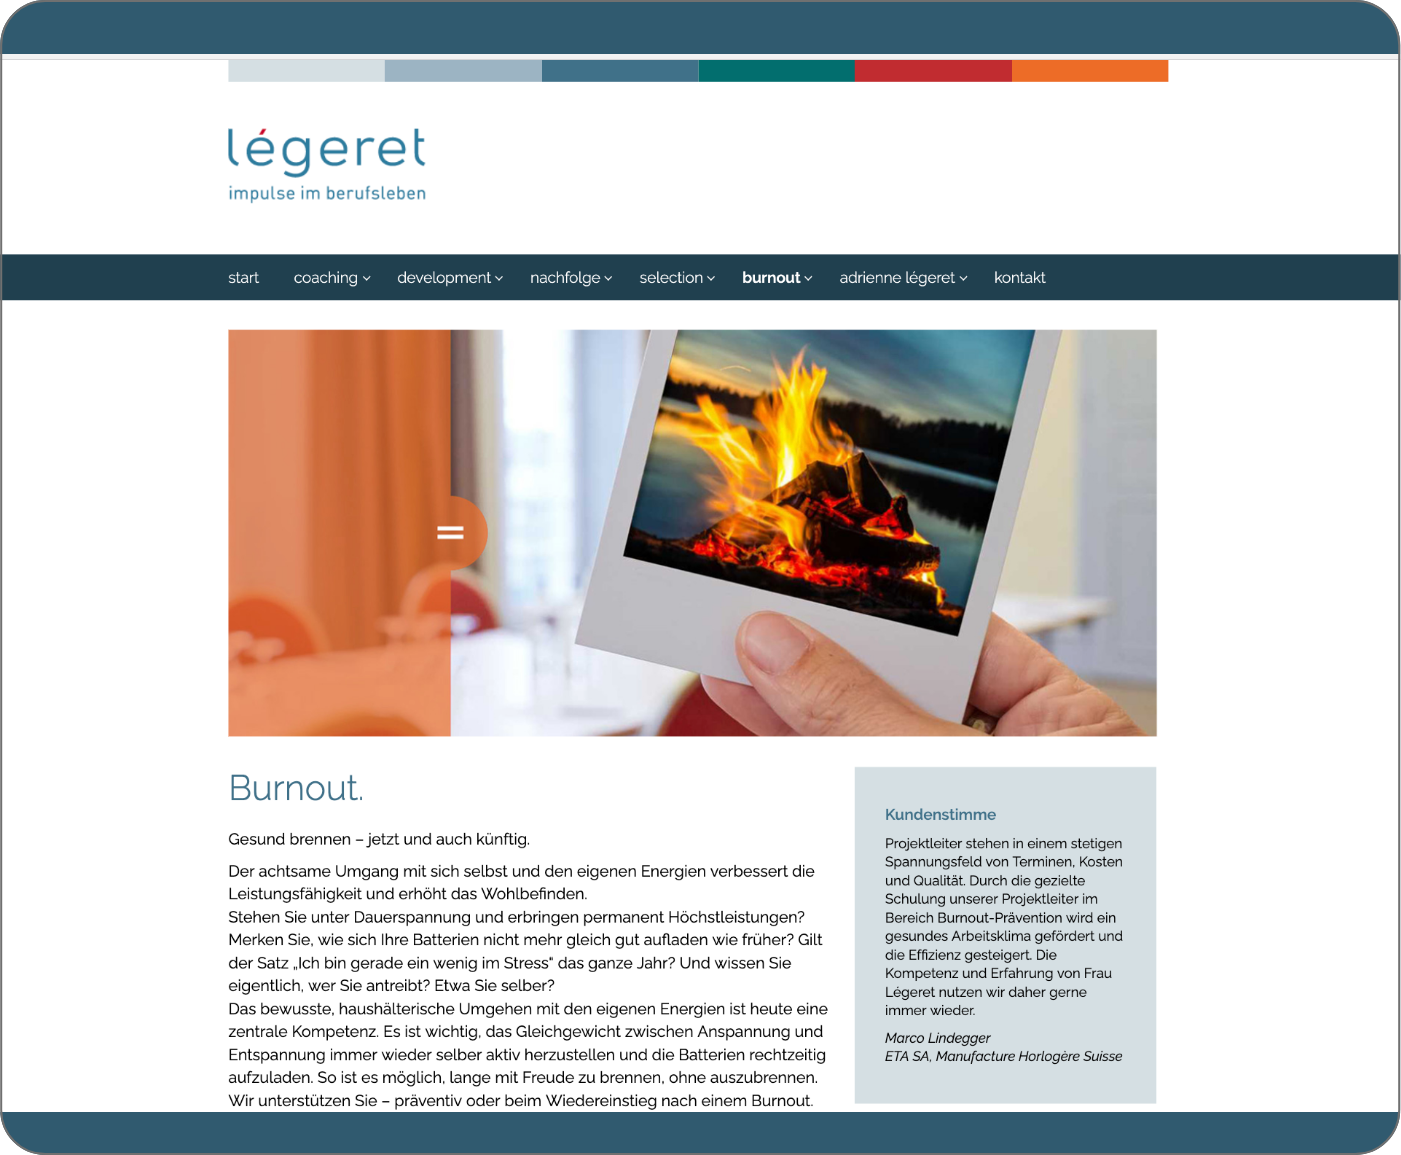 légeret
impulse im berufsleben
start coaching development nachfolge selection burnout adrienne légeret kontakt
=
Burnout.
Gesund brennen – jetzt und auch künftig.
Der achtsame Umgang mit sich selbst und den eigenen Energien verbessert die
Leistungsfähigkeit und erhöht das Wohlbefinden.
Stehen Sie unter Dauerspannung und erbringen permanent Höchstleistungen?
Merken Sie, wie sich Ihre Batterien nicht mehr gleich gut aufladen wie früher? Gilt
der Satz „Ich bin gerade ein wenig im Stress“ das ganze Jahr? Und wissen Sie
eigentlich, wer Sie antreibt? Etwa Sie selber?
Das bewusste, haushälterische Umgehen mit den eigenen Energien ist heute eine
zentrale Kompetenz. Es ist wichtig, das Gleichgewicht zwischen Anspannung und
Entspannung immer wieder selber aktiv herzustellen und die Batterien rechtzeitig
aufzuladen. So ist es möglich, lange mit Freude zu brennen, ohne auszubrennen.
Wir unterstützen Sie – präventiv oder beim Wiedereinstieg nach einem Burnout.
Kundenstimme
Projektleiter stehen in einem stetigen
Spannungsfeld von Terminen, Kosten
und Qualität. Durch die gezielte
Schulung unserer Projektleiter im
Bereich Burnout-Prävention wird ein
gesundes Arbeitsklima gefördert und
die Effizienz gesteigert. Die
Kompetenz und Erfahrung von Frau
Légeret nutzen wir daher gerne
immer wieder.
Marco Lindegger
ETA SA, Manufacture Horlogère Suisse